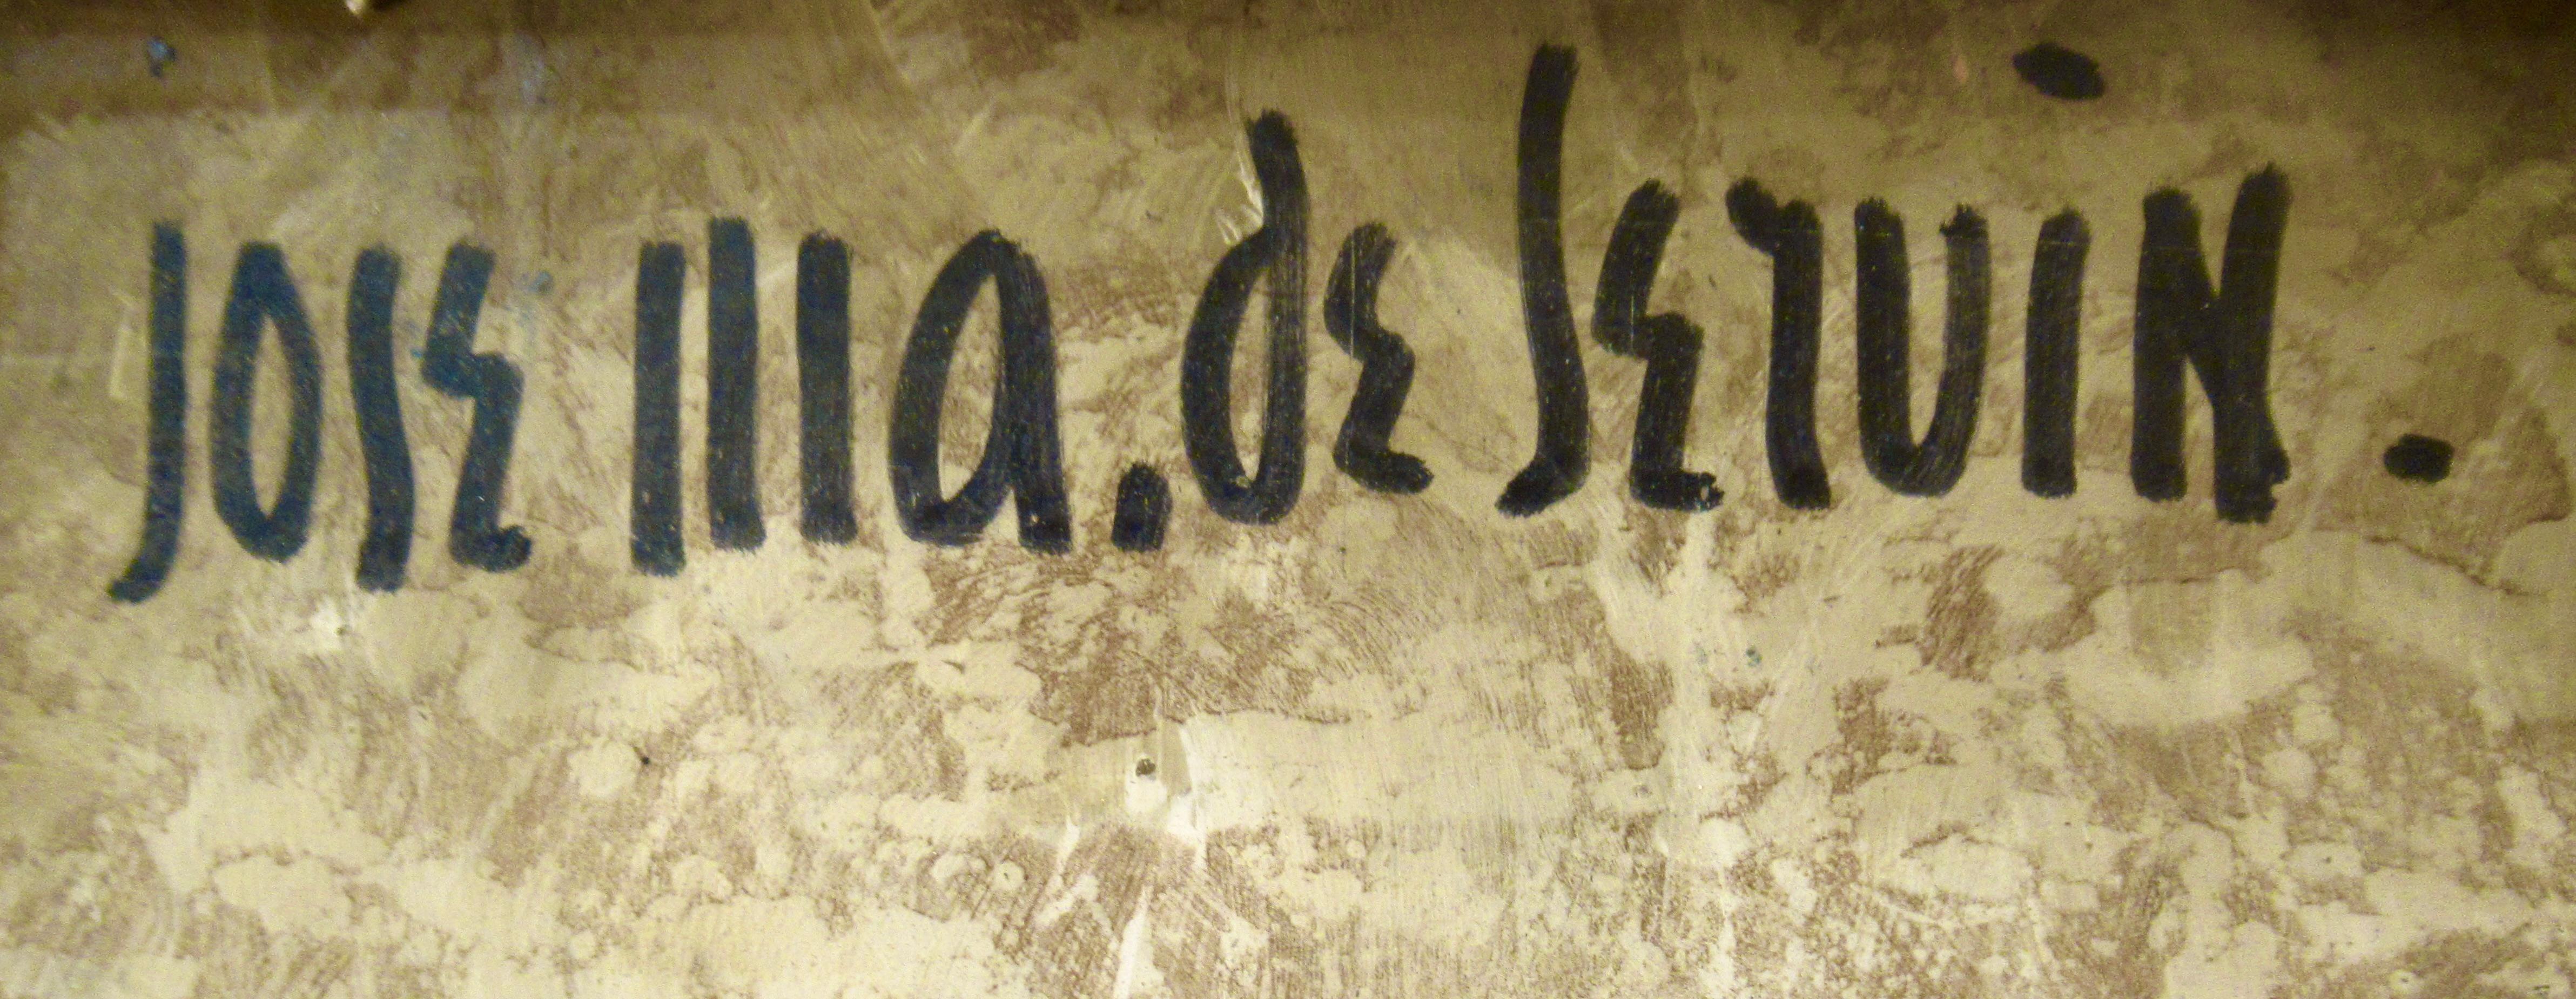 JOSE Ma. de Servin.